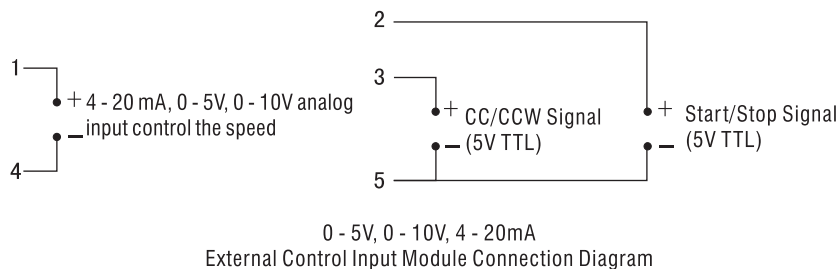 2
1
3
+ 4 - 20 mA, 0 - 5V, 0 - 10V analog
– input control the speed
+ CC/CCW Signal
– (5V TTL)
+ Start/Stop Signal
– (5V TTL)
4
5
0 - 5V, 0 - 10V, 4 - 20mA
External Control Input Module Connection Diagram